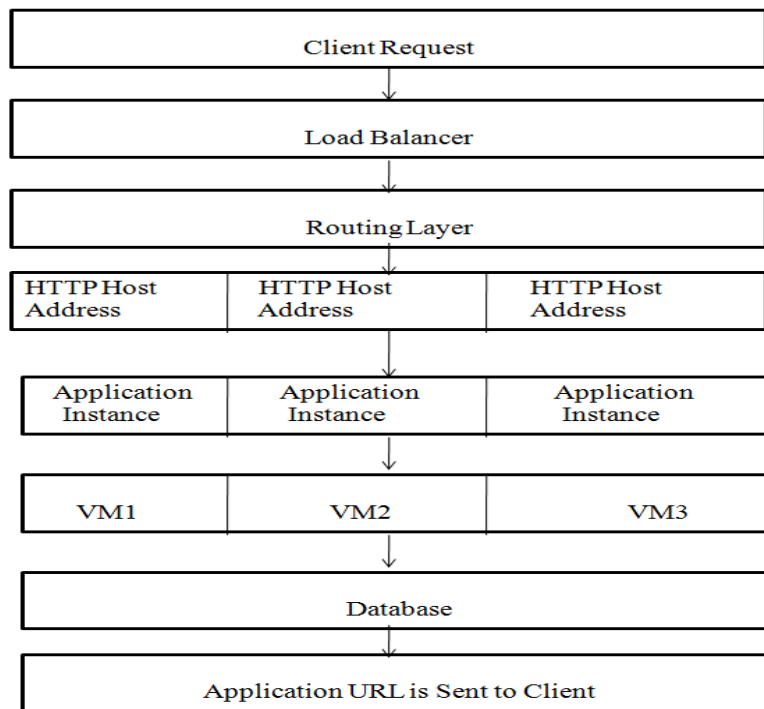 Client Request
Load Balancer
Routing Layer
HTTP Host
Address
HTTP Host
Address
HTTP Host
Address
Application
Instance
Application
Instance
Application
Instance
VM1
VM2
VM3
Database
Application URL is Sent to Client